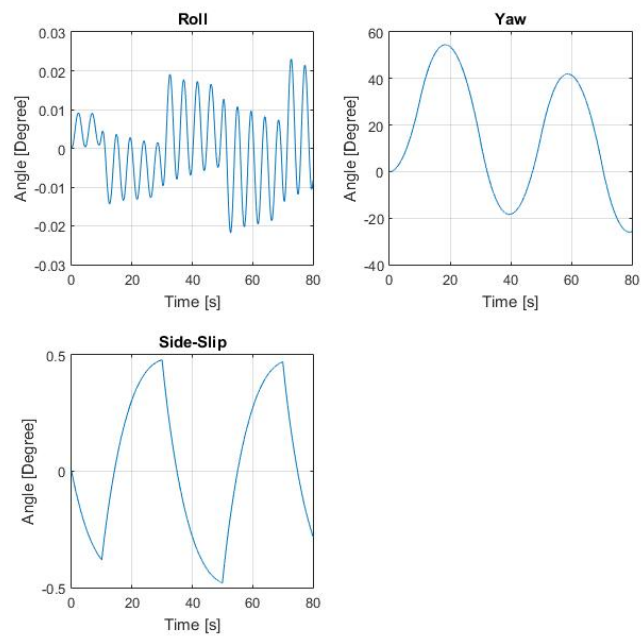 Roll
Angle [Degree]
0.03
0.02
0.01
0
-0.01
-0.02
-0.03
0 20 40 60 80
Time [s]
Yaw
Angle [Degree]
60
40
20
0
-20
-40
0 20 40 60 80
Time [s]
Side-Slip
Angle [Degree]
0.5
0
-0.5
0 20 40 60 80
Time [s]